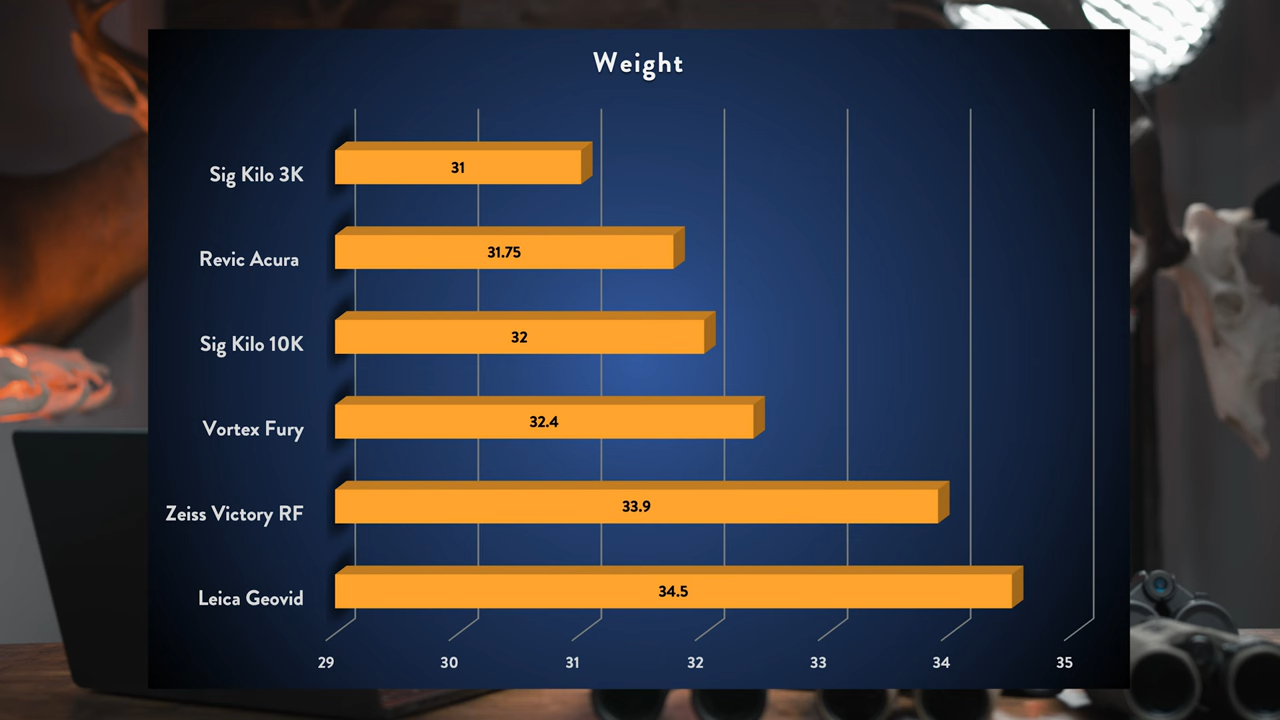 Weight
Sig Kilo 3K
31
Revic Acura
31.75
Sig Kilo 10K
32
Vortex Fury
32.4
Zeiss Victory RF
33.9
Leica Geovid
34.5
29 30 31 32 33 34 35